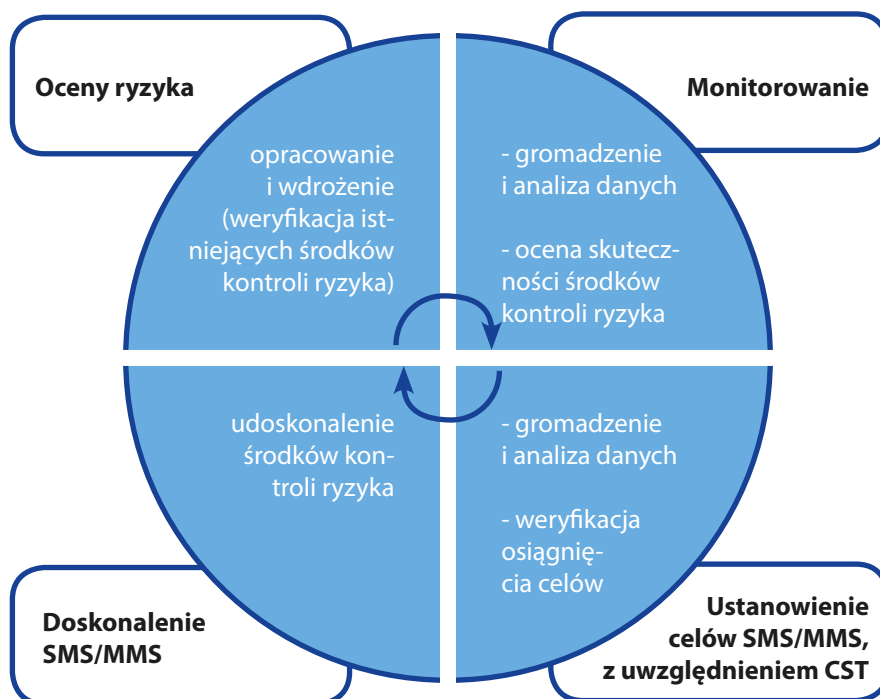 Oceny ryzyka
opracowanie
i wdrożenie
(weryfikacja ist-
niejących środków
kontroli ryzyka)
Monitorowanie
- gromadzenie
i analiza danych
- ocena skutecz-
ności środków
kontroli ryzyka
udoskonalenie
środków kon-
troli ryzyka
Doskonalenie
SMS/MMS
- gromadzenie
i analiza danych
- weryfikacja
osiągnię-
cia celów
Ustanowienie
celów SMS/MMS,
z uwzględnieniem CST